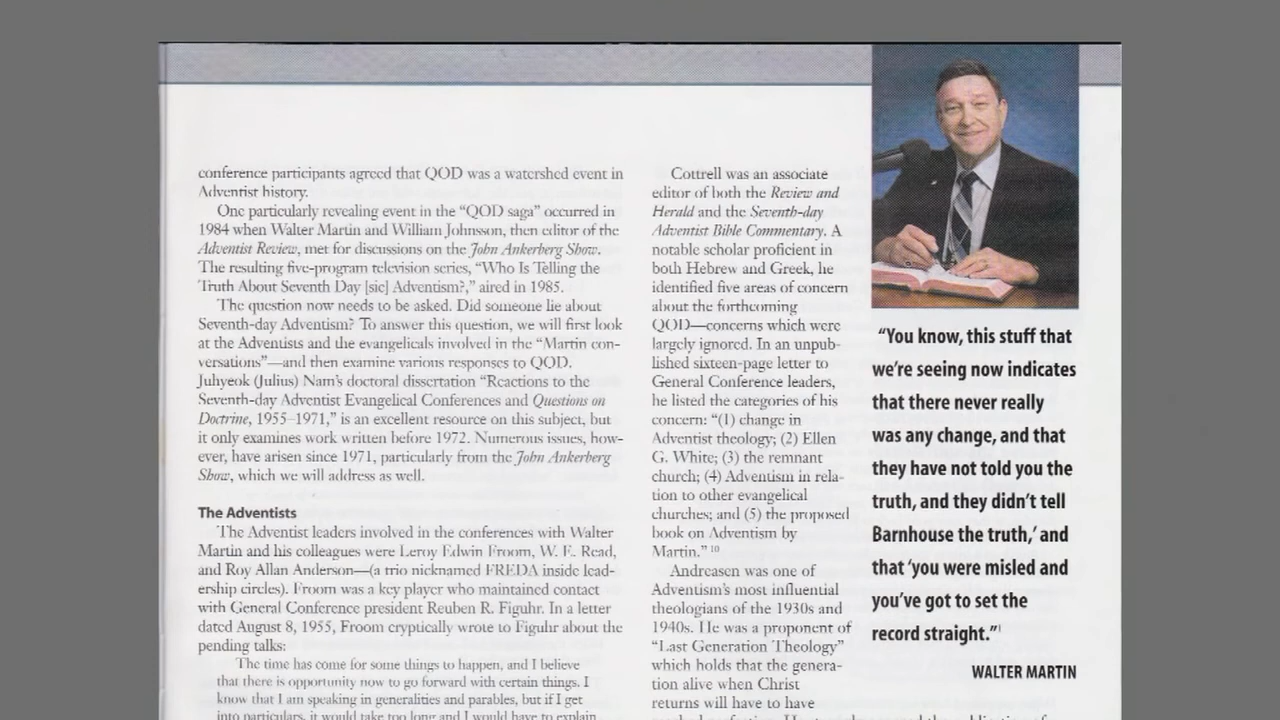 conference participants agreed that QOD was a watershed event in
Adventist history.
One particularly revealing event in the “QOD saga” occurred in
1984 when Walter Martin and William Johnsson, then editor of the
Adventist Review, met for discussions on the John Ankerberg Show.
The resulting five-program television series, “Who Is Telling the
Truth About Seventh Day [sic] Adventism?,” aired in 1985.
The question now needs to be asked. Did someone lie about
Seventh-day Adventism? To answer this question, we will first look
at the Adventists and the evangelicals involved in the “Martin con-
versations”—and then examine various responses to QOD.
Juhyeok (Julius) Nam’s doctoral dissertation “Reactions to the
Seventh-day Adventist Evangelical Conferences and Questions on
Doctrine, 1955–1971,” is an excellent resource on this subject, but
it only examines work written before 1972. Numerous issues, how-
ever, have arisen since 1971, particularly from the John Ankerberg
Show, which we will address as well.
The Adventists
The Adventist leaders involved in the conferences with Walter
Martin and his colleagues were Leroy Edwin Froom, W. E. Read,
and Roy Allan Anderson—(a trio nicknamed FREDA inside lead-
ership circles). Froom was a key player who maintained contact
with General Conference president Reuben R. Figuhr. In a letter
dated August 8, 1955, Froom cryptically wrote to Figuhr about the
pending talks:
The time has come for some things to happen, and I believe
that there is opportunity now to go forward with certain things. I
know that I am speaking in generalities and parables, but if I get
into particulars, it would take too long and I would have to explain
Cottrell was an associate
editor of both the Review and
Herald and the Seventh-day
Adventist Bible Commentary. A
notable scholar proficient in
both Hebrew and Greek, he
identified five areas of concern
about the forthcoming
QOD—concerns which were
largely ignored. In an unpub-
lished sixteen-page letter to
General Conference leaders,
he listed the categories of his
concern: “(1) change in
Adventist theology; (2) Ellen
G. White; (3) the remnant
church; (4) Adventism in rela-
tion to other evangelical
churches; and (5) the proposed
book on Adventism by
Martin.” 10
Andreasen was one of
Adventism’s most influential
theologians of the 1930s and
1940s. He was a proponent of
“Last Generation Theology”
which holds that the genera-
tion alive when Christ
returns will have to have
“You know, this stuff that
we’re seeing now indicates
that there never really
was any change, and that
they have not told you the
truth, and they didn’t tell
Barnhouse the truth,’ and
that ‘you were misled and
you’ve got to set the
record straight.”1
WALTER MARTIN